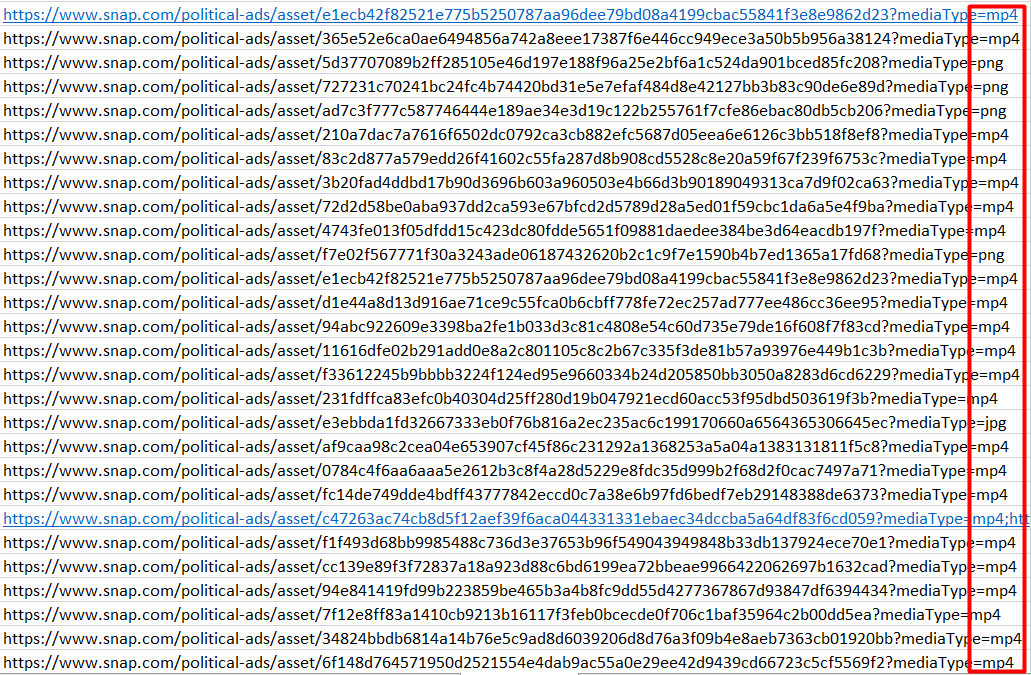 https://www.snap.com/political-ads/asset/e1ecb42f82521e775b5250787aa96dee79bd08a4199cbac55841f3e8e9862d23?mediaType=mp4
https://www.snap.com/political-ads/asset/365e52e6ca0ae6494856a742a8eee17387f6e446cc949ece3a50b5b956a38124?mediaType=mp4
https://www.snap.com/political-ads/asset/5d37707089b2ff285105e46d197e188f96a25e2bf6a1c524da901bced85fc208?mediaType=png
https://www.snap.com/political-ads/asset/727231c70241bc24fc4b74420bd31e5e7efaf484d8e42127bb3b83c90de6e89d?mediaType=png
https://www.snap.com/political-ads/asset/ad7c3f777c587746444e189ae34e3d19c122b255761f7cfe86ebac80db5cb206?mediaType=png
https://www.snap.com/political-ads/asset/210a7dac7a7616f6502dc0792ca3cb882efc5687d05eea6e6126c3bb518f8ef8?mediaType=mp4
https://www.snap.com/political-ads/asset/83c2d877a579edd26f41602c55fa287d8b908cd5528c8e20a59f67f239f6753c?mediaType=mp4
https://www.snap.com/political-ads/asset/3b20fad4ddbd17b90d3696b603a960503e4b66d3b90189049313ca7d9f02ca63?mediaType=mp4
https://www.snap.com/political-ads/asset/72d2d58be0aba937dd2ca593e67bfcd2d5789d28a5ed01f59cbc1da6a5e4f9ba?mediaType=mp4
https://www.snap.com/political-ads/asset/4743fe013f05dfdd15c423dc80fdde5651f09881daedee384be3d64eacdb197f?mediaType=mp4
https://www.snap.com/political-ads/asset/f7e02f567771f30a3243ade06187432620b2c1c9f7e1590b4b7ed1365a17fd68?mediaType=png
https://www.snap.com/political-ads/asset/e1ecb42f82521e775b5250787aa96dee79bd08a4199cbac55841f3e8e9862d23?mediaType=mp4
https://www.snap.com/political-ads/asset/d1e44a8d13d916ae71ce9c55fca0b6cbff778fe72ec257ad777ee486cc36ee95?mediaType=mp4
https://www.snap.com/political-ads/asset/94abc922609e3398ba2fe1b033d3c81c4808e54c60d735e79de16f608f7f83cd?mediaType=mp4
https://www.snap.com/political-ads/asset/11616dfe02b291add0e8a2c801105c8c2b67c335f3de81b57a93976e449b1c3b?mediaType=mp4
https://www.snap.com/political-ads/asset/f33612245b9bbbb3224f124ed95e9660334b24d205850bb3050a8283d6cd6229?mediaType=mp4
https://www.snap.com/political-ads/asset/231fdffca83efc0b40304d25ff280d19b047921ecd60acc53f95dbd503619f3b?mediaType=mp4
https://www.snap.com/political-ads/asset/e3ebbda1fd32667333eb0f76b816a2ec235ac6c199170660a6564365306645ec?mediaType=jpg
https://www.snap.com/political-ads/asset/af9caa98c2cea04e653907cf45f86c231292a1368253a5a04a1383131811f5c8?mediaType=mp4
https://www.snap.com/political-ads/asset/0784c4f6aa6aaa5e2612b3c8f4a28d5229e8fdc35d999b2f68d2f0cac7497a71?mediaType=mp4
https://www.snap.com/political-ads/asset/fc14de749dde4bdff43777842eccd0c7a38e6b97fd6bedf7eb29148388de6373?mediaType=mp4
https://www.snap.com/political-ads/asset/c47263ac74cb8d5f12aef39f6aca044331331ebaec34dccba5a64df83f6cd059?mediaType=mp4;htt
https://www.snap.com/political-ads/asset/f1f493d68bb9985488c736d3e37653b96f549043949848b33db137924ece70e1?mediaType=mp4
https://www.snap.com/political-ads/asset/cc139e89f3f72837a18a923d88c6bd6199ea72bbeae9966422062697b1632cad?mediaType=mp4
https://www.snap.com/political-ads/asset/94e841419fd99b223859be465b3a4b8fc9dd55d4277367867d93847df6394434?mediaType=mp4
https://www.snap.com/political-ads/asset/7f12e8ff83a1410cb9213b16117f3feb0bcecde0f706c1baf35964c2b00dd5ea?mediaType=mp4
https://www.snap.com/political-ads/asset/34824bbdb6814a14b76e5c9ad8d6039206d8d76a3f09b4e8aeb7363cb01920bb?mediaType=mp4
https://www.snap.com/political-ads/asset/6f148d764571950d2521554e4dab9ac55a0e29ee42d9439cd66723c5cf5569f2?mediaType=mp4